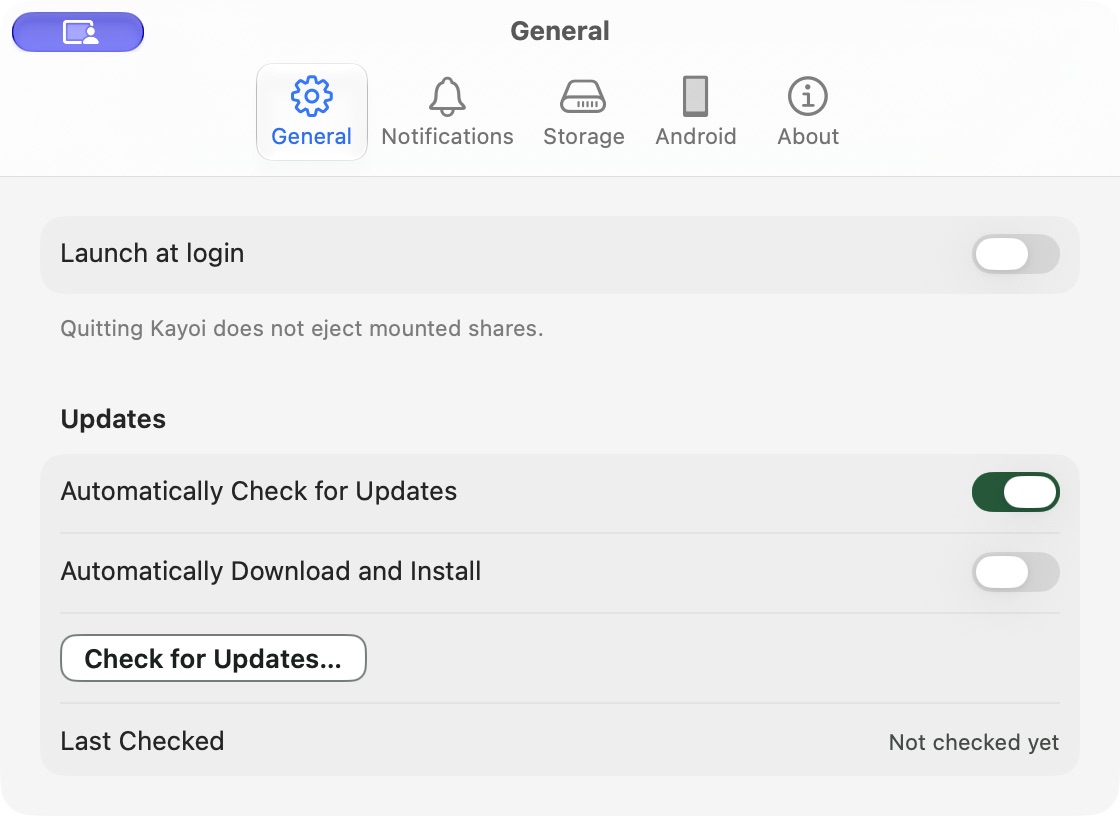 General
General
Notifications
Storage
Android
About
Launch at login
Quitting Kayoi does not eject mounted shares.
Updates
Automatically Check for Updates
Automatically Download and Install
Check for Updates...
Last Checked
Not checked yet